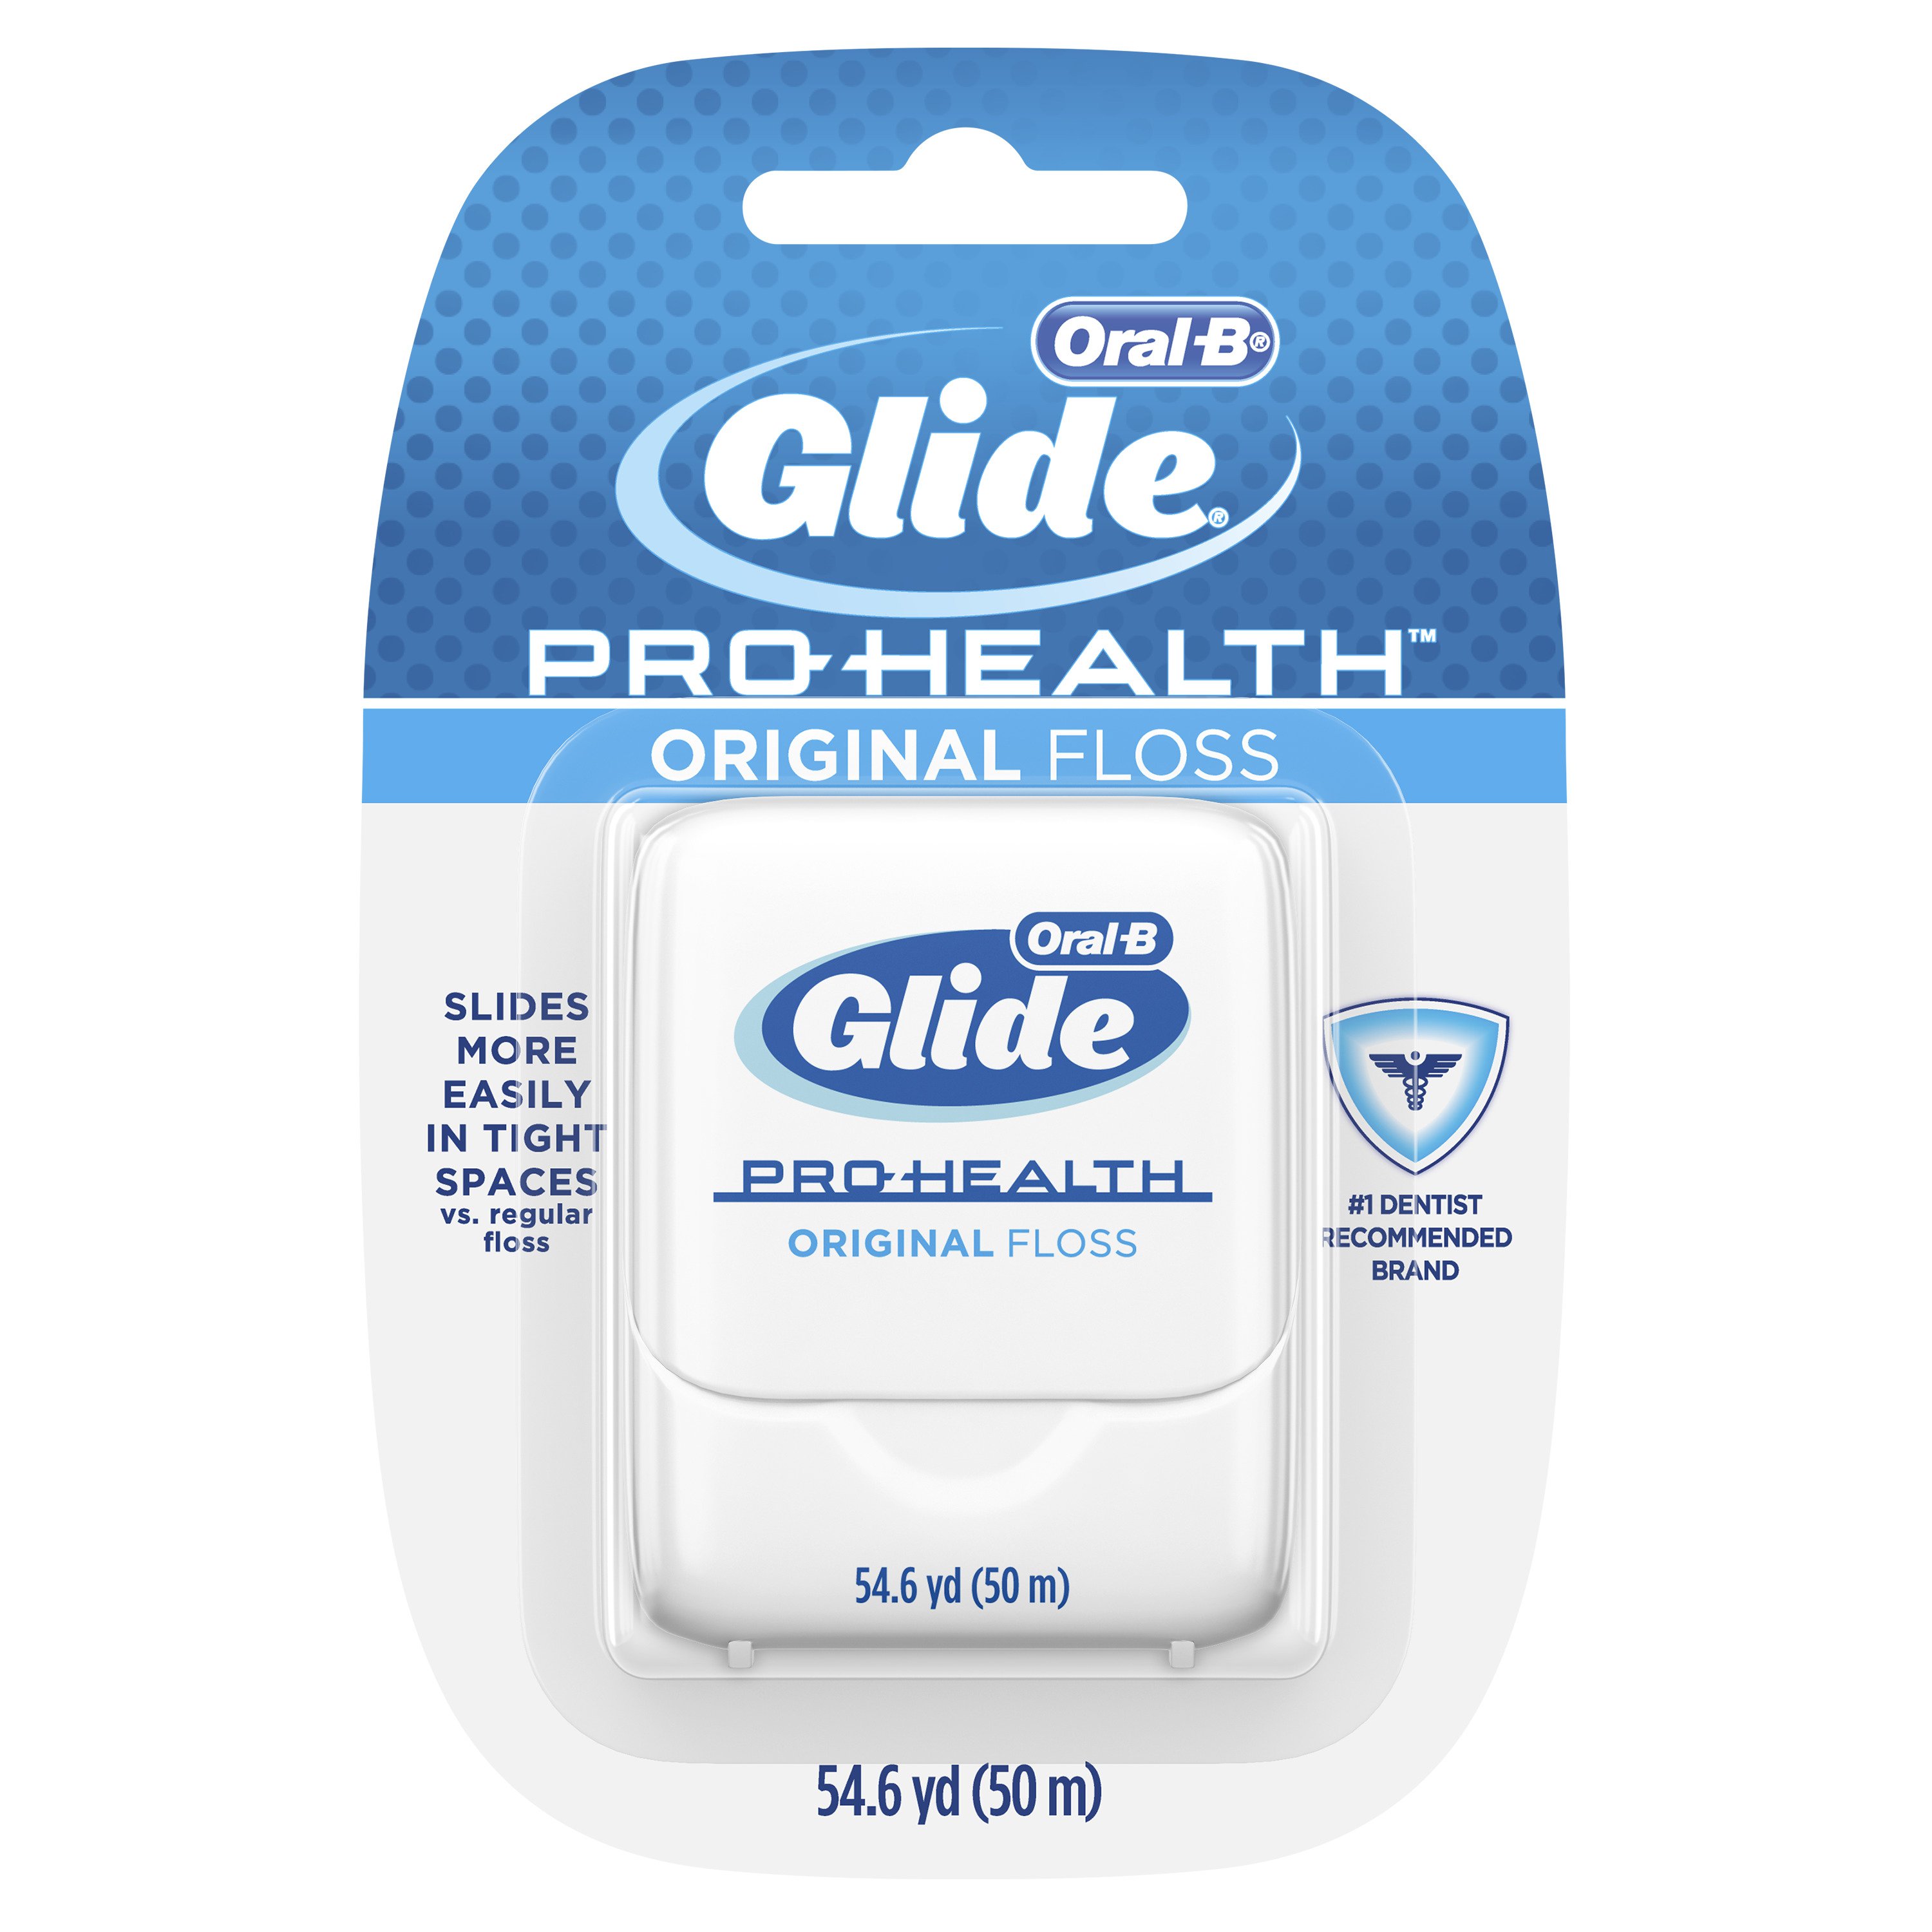 Oral-B®
Glide®
PRO-HEALTH™
ORIGINAL FLOSS
SLIDES
MORE
EASILY
IN TIGHT
SPACES
vs. regular
floss
Oral-B
Glide
PRO-HEALTH
ORIGINAL FLOSS
54.6 yd (50 m)
#1 DENTIST
RECOMMENDED
BRAND
54.6 yd (50 m)